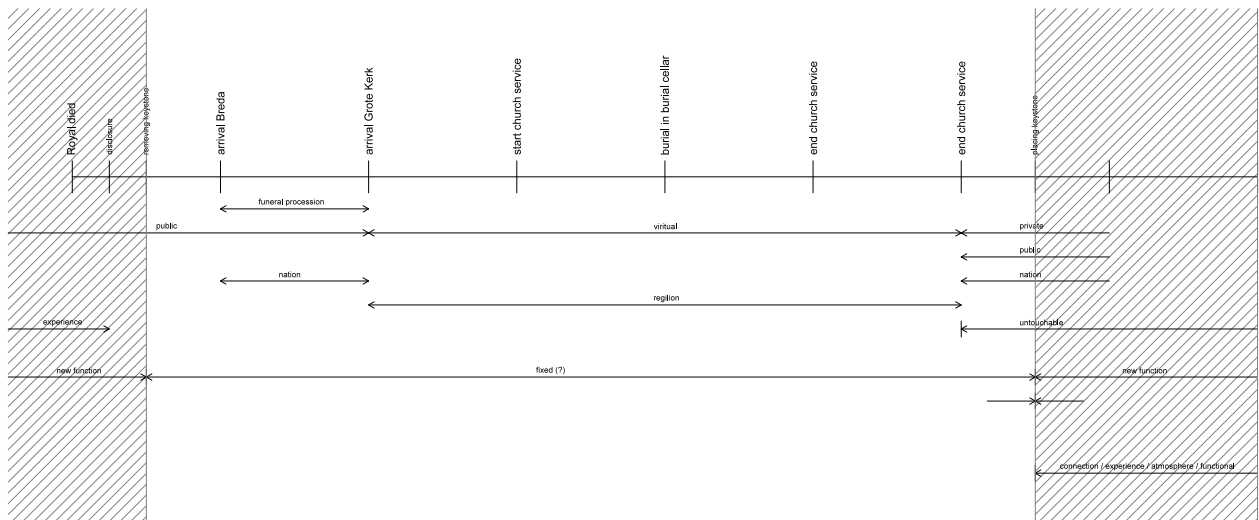 Royal died
disclosure
removing keystone
arrival Breda
arrival Grote Kerk
start church service
burial in burial cellar
end church service
end church service
placing keystone
funeral procession
public
viritual
private
public
nation
nation
regilion
experience
untouchable
new function
fixed (?)
new function
connection / experience / atmosphere / functional